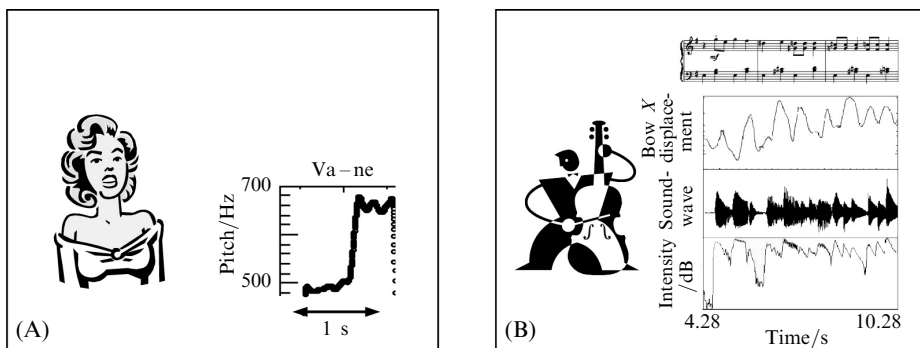 Va – ne
700
Pitch/Hz
500
1 s
(A)
mf
Bow X
displace-
ment
Sound-
wave
Intensity
/dB
4.28
10.28
Time/s
(B)